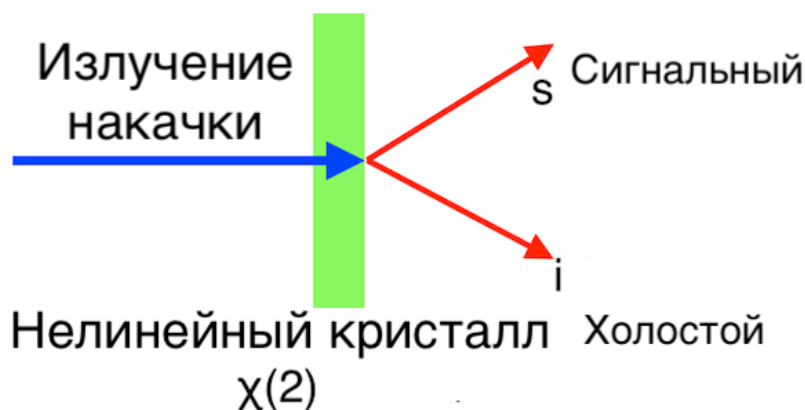 Излучение
накачки
s Сигнальный
i
Нелинейный кристалл Холостой
χ(2)